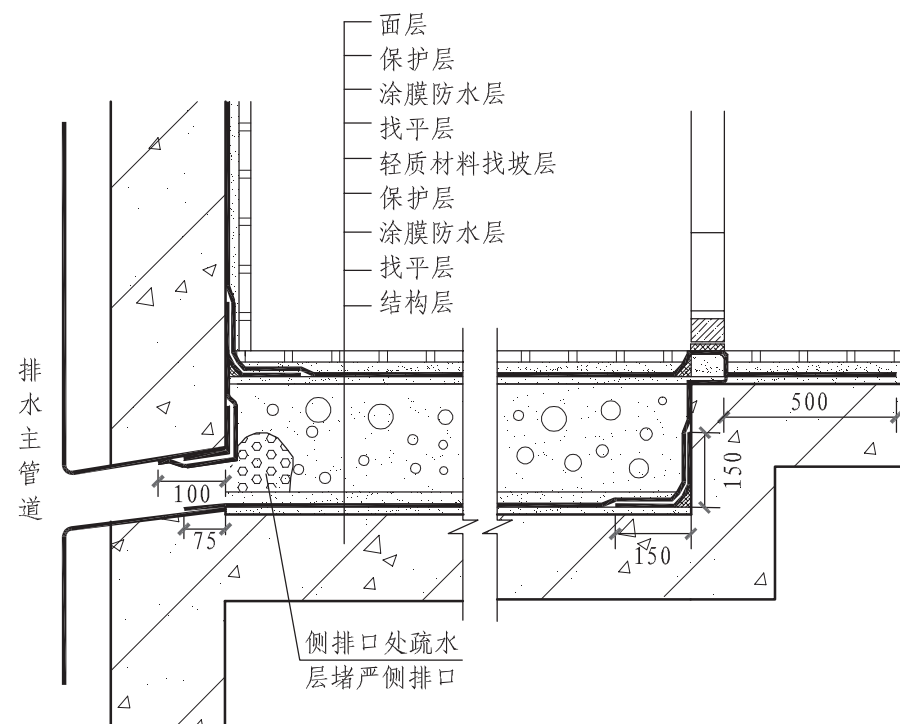 面层
保护层
涂膜防水层
找平层
轻质材料找坡层
保护层
涂膜防水层
找平层
结构层
排水主管道
500
150
100
75
150
侧排口处疏水
层堵严侧排口